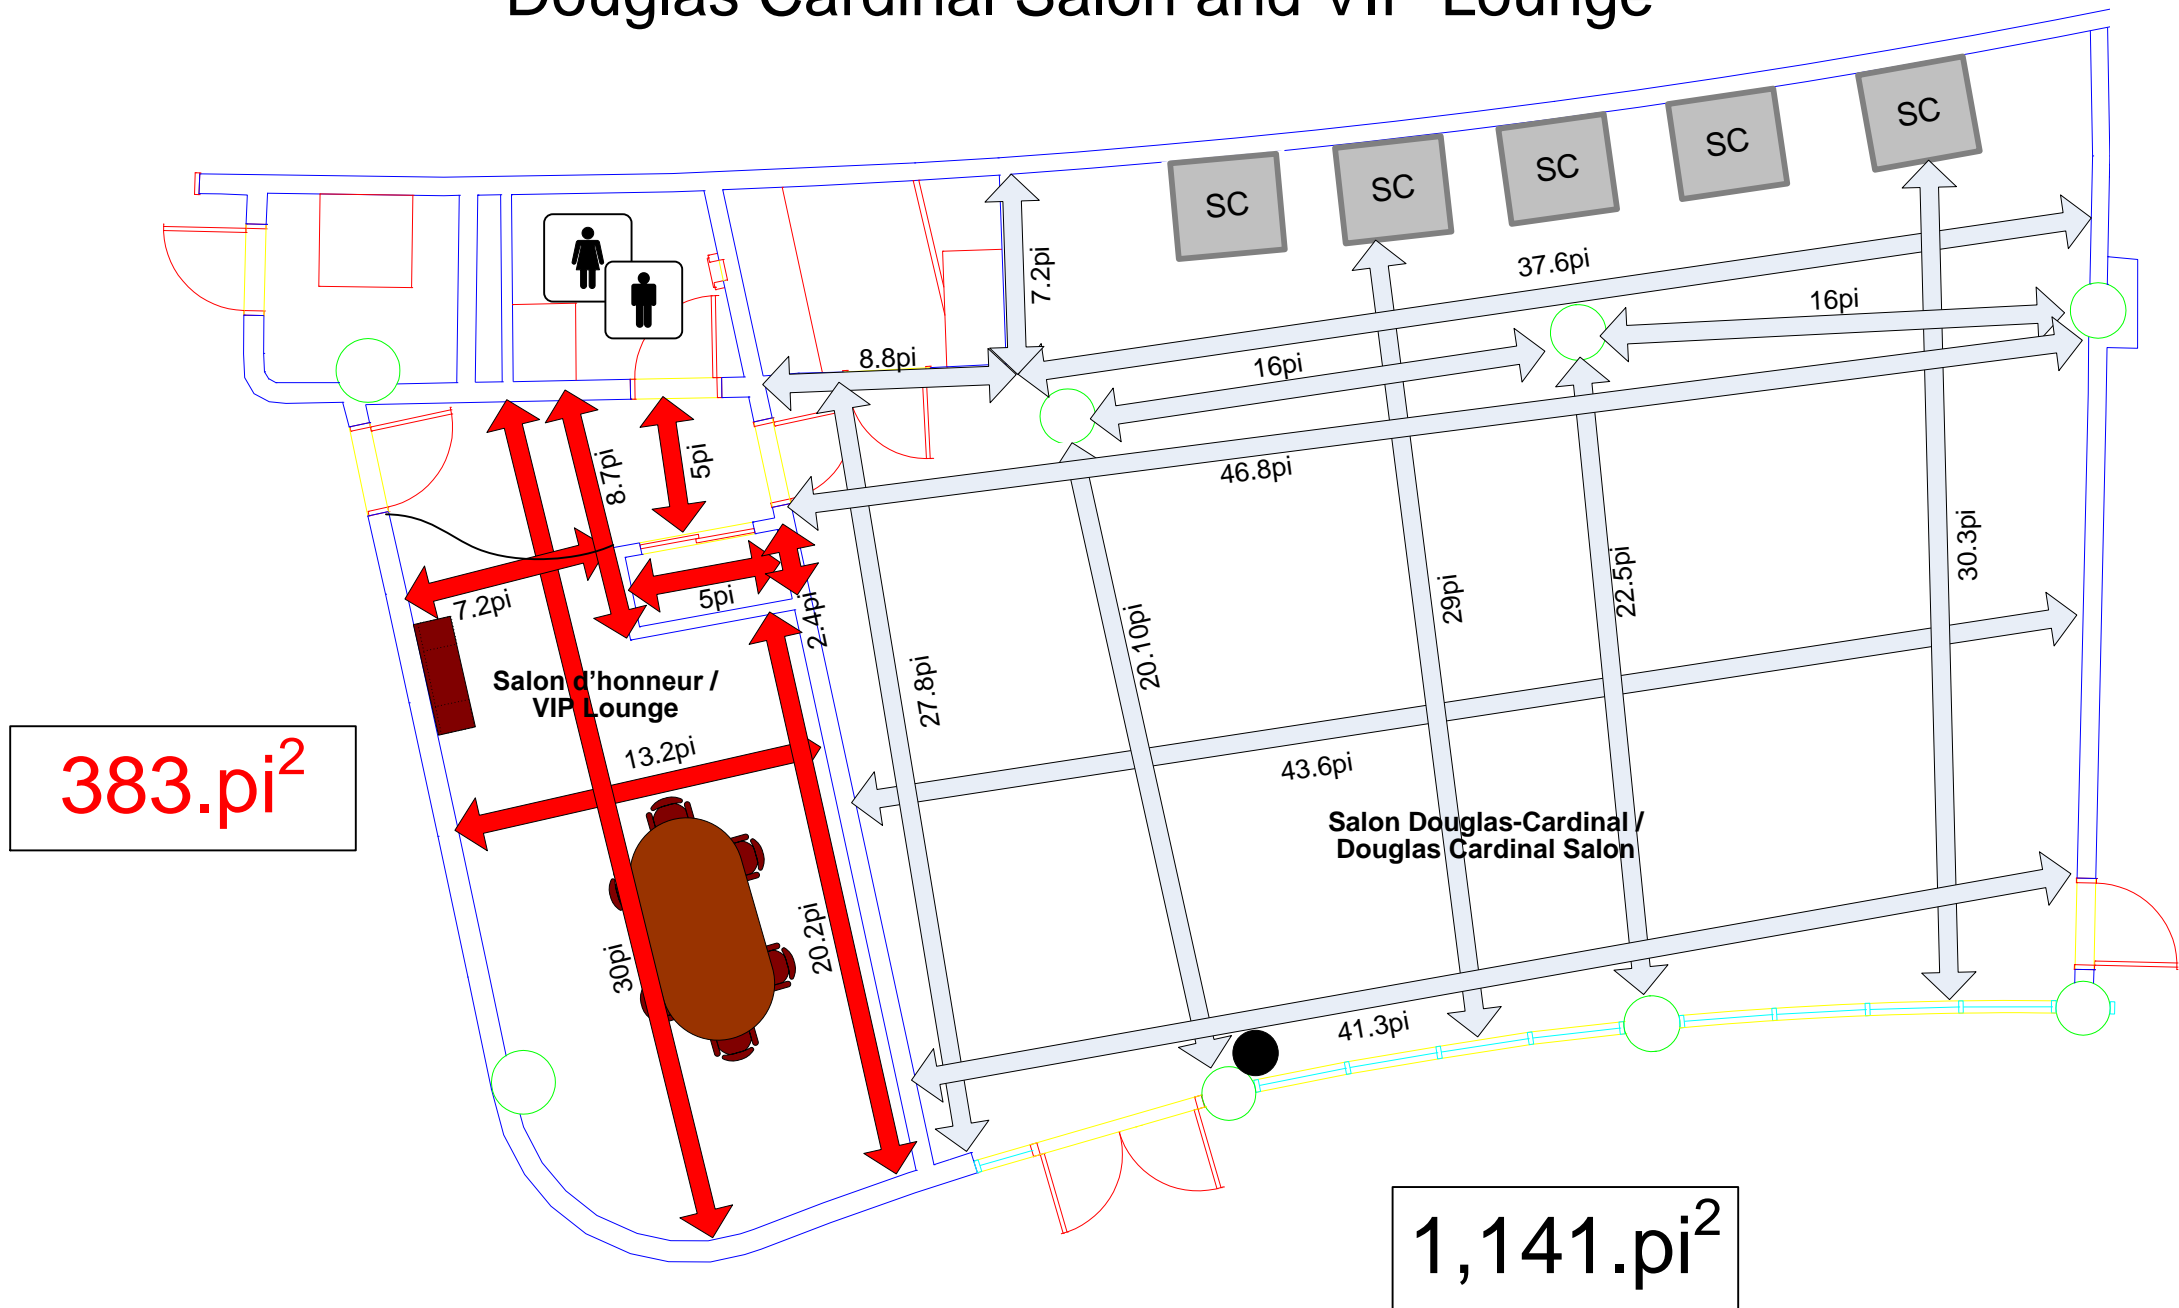 Douglas Cardinal Salon and VIP Lounge
SC
SC
SC
SC
SC
7.2pi
37.6pi
16pi
8.8pi
16pi
8.7pi
5pi
46.8pi
30.3pi
22.5pi
29pi
7.2pi
5pi
2.4pi
20.10pi
27.8pi
Salon d’honneur /
VIP Lounge
13.2pi
383.pi²
43.6pi
Salon Douglas-Cardinal /
Douglas Cardinal Salon
20.2pi
30pi
41.3pi
1,141.pi²